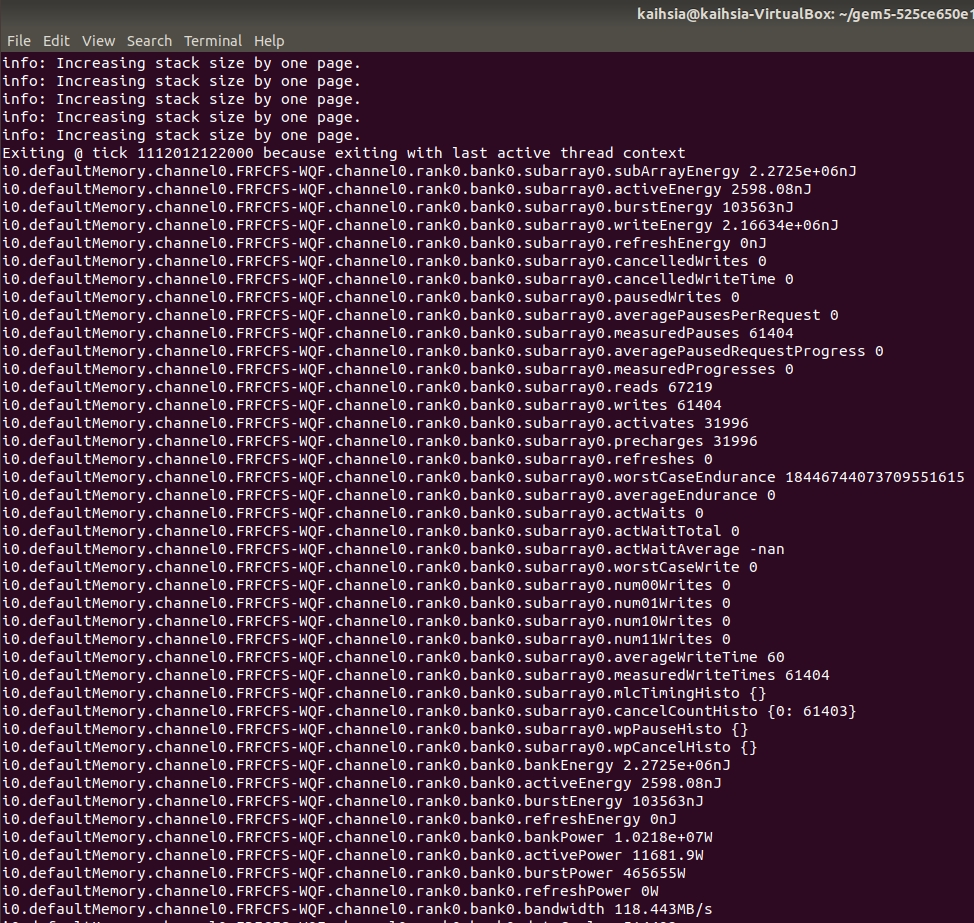 kaihsia@kaihsia-VirtualBox: ~/gem5-525ce650e1
File Edit View Search Terminal Help
info: Increasing stack size by one page.
info: Increasing stack size by one page.
info: Increasing stack size by one page.
info: Increasing stack size by one page.
info: Increasing stack size by one page.
Exiting @ tick 1112012122000 because exiting with last active thread context
i0.defaultMemory.channel0.FRFCFS-WQF.channel0.rank0.bank0.subarray0.subArrayEnergy 2.2725e+06nJ
i0.defaultMemory.channel0.FRFCFS-WQF.channel0.rank0.bank0.subarray0.activeEnergy 2598.08nJ
i0.defaultMemory.channel0.FRFCFS-WQF.channel0.rank0.bank0.subarray0.burstEnergy 103563nJ
i0.defaultMemory.channel0.FRFCFS-WQF.channel0.rank0.bank0.subarray0.writeEnergy 2.16634e+06nJ
i0.defaultMemory.channel0.FRFCFS-WQF.channel0.rank0.bank0.subarray0.refreshEnergy 0nJ
i0.defaultMemory.channel0.FRFCFS-WQF.channel0.rank0.bank0.subarray0.cancelledWrites 0
i0.defaultMemory.channel0.FRFCFS-WQF.channel0.rank0.bank0.subarray0.cancelledWriteTime 0
i0.defaultMemory.channel0.FRFCFS-WQF.channel0.rank0.bank0.subarray0.pausedWrites 0
i0.defaultMemory.channel0.FRFCFS-WQF.channel0.rank0.bank0.subarray0.averagePausesPerRequest 0
i0.defaultMemory.channel0.FRFCFS-WQF.channel0.rank0.bank0.subarray0.measuredPauses 61404
i0.defaultMemory.channel0.FRFCFS-WQF.channel0.rank0.bank0.subarray0.averagePausedRequestProgress 0
i0.defaultMemory.channel0.FRFCFS-WQF.channel0.rank0.bank0.subarray0.measuredProgresses 0
i0.defaultMemory.channel0.FRFCFS-WQF.channel0.rank0.bank0.subarray0.reads 67219
i0.defaultMemory.channel0.FRFCFS-WQF.channel0.rank0.bank0.subarray0.writes 61404
i0.defaultMemory.channel0.FRFCFS-WQF.channel0.rank0.bank0.subarray0.activates 31996
i0.defaultMemory.channel0.FRFCFS-WQF.channel0.rank0.bank0.subarray0.precharges 31996
i0.defaultMemory.channel0.FRFCFS-WQF.channel0.rank0.bank0.subarray0.refreshes 0
i0.defaultMemory.channel0.FRFCFS-WQF.channel0.rank0.bank0.subarray0.worstCaseEndurance 18446744073709551615
i0.defaultMemory.channel0.FRFCFS-WQF.channel0.rank0.bank0.subarray0.averageEndurance 0
i0.defaultMemory.channel0.FRFCFS-WQF.channel0.rank0.bank0.subarray0.actWaits 0
i0.defaultMemory.channel0.FRFCFS-WQF.channel0.rank0.bank0.subarray0.actWaitTotal 0
i0.defaultMemory.channel0.FRFCFS-WQF.channel0.rank0.bank0.subarray0.actWaitAverage -nan
i0.defaultMemory.channel0.FRFCFS-WQF.channel0.rank0.bank0.subarray0.worstCaseWrite 0
i0.defaultMemory.channel0.FRFCFS-WQF.channel0.rank0.bank0.subarray0.num00Writes 0
i0.defaultMemory.channel0.FRFCFS-WQF.channel0.rank0.bank0.subarray0.num01Writes 0
i0.defaultMemory.channel0.FRFCFS-WQF.channel0.rank0.bank0.subarray0.num10Writes 0
i0.defaultMemory.channel0.FRFCFS-WQF.channel0.rank0.bank0.subarray0.num11Writes 0
i0.defaultMemory.channel0.FRFCFS-WQF.channel0.rank0.bank0.subarray0.averageWriteTime 60
i0.defaultMemory.channel0.FRFCFS-WQF.channel0.rank0.bank0.subarray0.measuredWriteTimes 61404
i0.defaultMemory.channel0.FRFCFS-WQF.channel0.rank0.bank0.subarray0.mlcTimingHisto {}
i0.defaultMemory.channel0.FRFCFS-WQF.channel0.rank0.bank0.subarray0.cancelCountHisto {0: 61403}
i0.defaultMemory.channel0.FRFCFS-WQF.channel0.rank0.bank0.subarray0.wpPauseHisto {}
i0.defaultMemory.channel0.FRFCFS-WQF.channel0.rank0.bank0.subarray0.wpCancelHisto {}
i0.defaultMemory.channel0.FRFCFS-WQF.channel0.rank0.bank0.bankEnergy 2.2725e+06nJ
i0.defaultMemory.channel0.FRFCFS-WQF.channel0.rank0.bank0.activeEnergy 2598.08nJ
i0.defaultMemory.channel0.FRFCFS-WQF.channel0.rank0.bank0.burstEnergy 103563nJ
i0.defaultMemory.channel0.FRFCFS-WQF.channel0.rank0.bank0.refreshEnergy 0nJ
i0.defaultMemory.channel0.FRFCFS-WQF.channel0.rank0.bank0.bankPower 1.0218e+07W
i0.defaultMemory.channel0.FRFCFS-WQF.channel0.rank0.bank0.activePower 11681.9W
i0.defaultMemory.channel0.FRFCFS-WQF.channel0.rank0.bank0.burstPower 465655W
i0.defaultMemory.channel0.FRFCFS-WQF.channel0.rank0.bank0.refreshPower 0W
i0.defaultMemory.channel0.FRFCFS-WQF.channel0.rank0.bank0.bandwidth 118.443MB/s